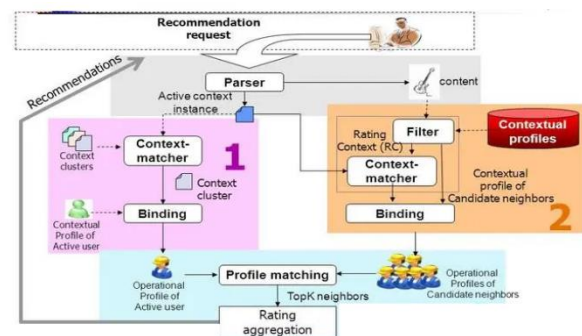 Recommendation
request
Recommendations
Parser
content
Active context
instance
1
Context
clusters
Context-
matcher
Context
cluster
Contextual
Profile of
Active user
Binding
Filter
Contextual
profiles
Rating
Context (RC)
Context-
matcher
Contextual
profile of
Candidate neighbors
Binding
2
Operational
Profile of
Active user
Profile matching
Operational
Profiles of
Candidate neighbors
TopK neighbors
Rating
aggregation